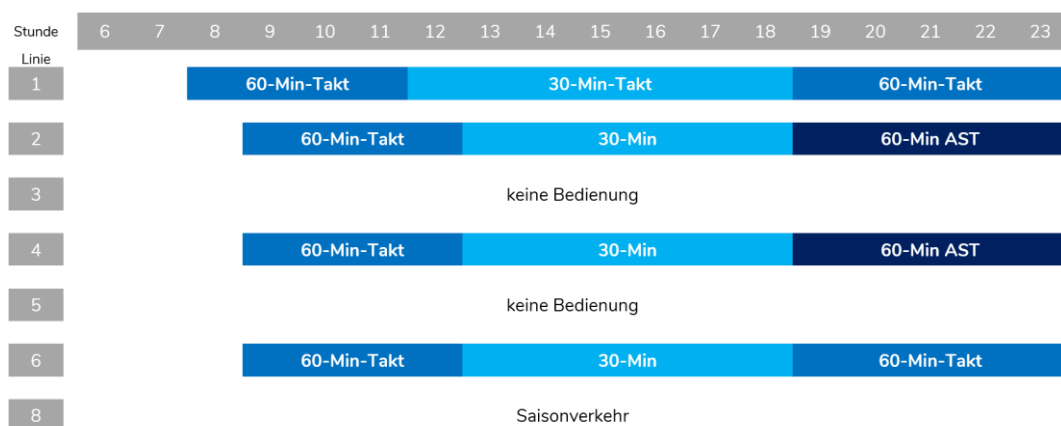 Stunde 6 7 8 9 10 11 12 13 14 15 16 17 18 19 20 21 22 23
Linie
1 60-Min-Takt 30-Min-Takt 60-Min-Takt
2 60-Min-Takt 30-Min 60-Min AST
3 keine Bedienung
4 60-Min-Takt 30-Min 60-Min AST
5 keine Bedienung
6 60-Min-Takt 30-Min 60-Min-Takt
8 Saisonverkehr